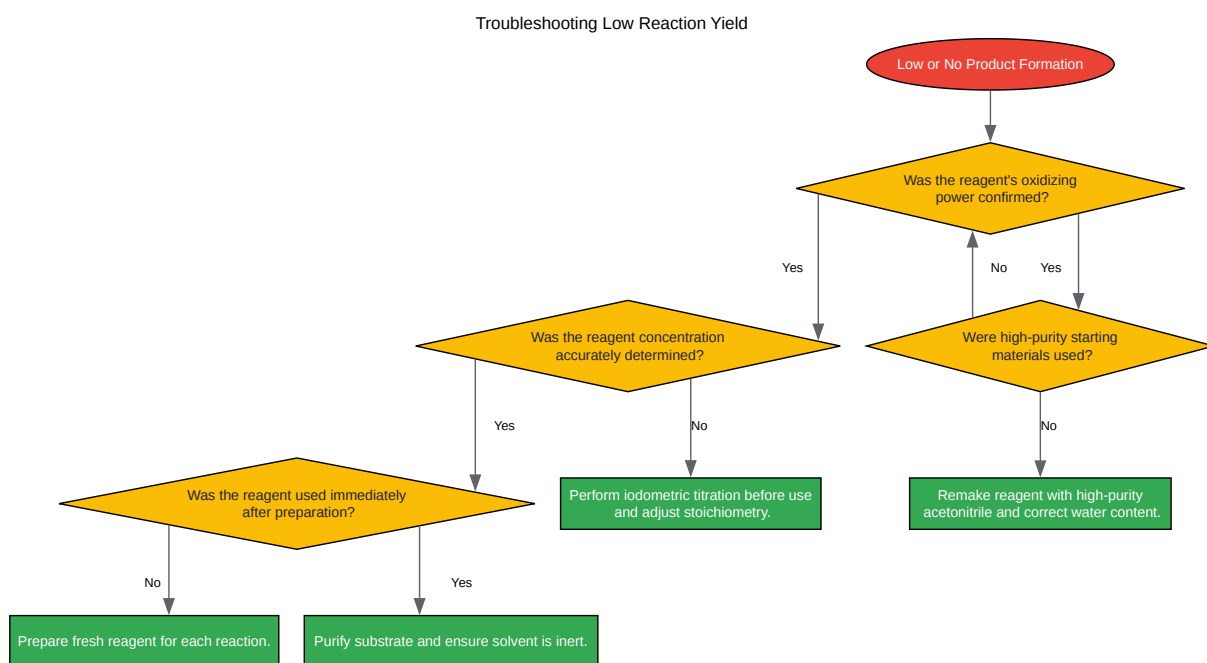 Troubleshooting Low Reaction Yield
Low or No Product Formation
Was the reagent's oxidizing
power confirmed?
Yes
No
Yes
Was the reagent concentration
accurately determined?
Were high-purity starting
materials used?
Yes
No
No
Was the reagent used immediately
after preparation?
Perform iodometric titration before use
and adjust stoichiometry.
Remake reagent with high-purity
acetonitrile and correct water content.
No
Yes
Prepare fresh reagent for each reaction.
Purify substrate and ensure solvent is inert.